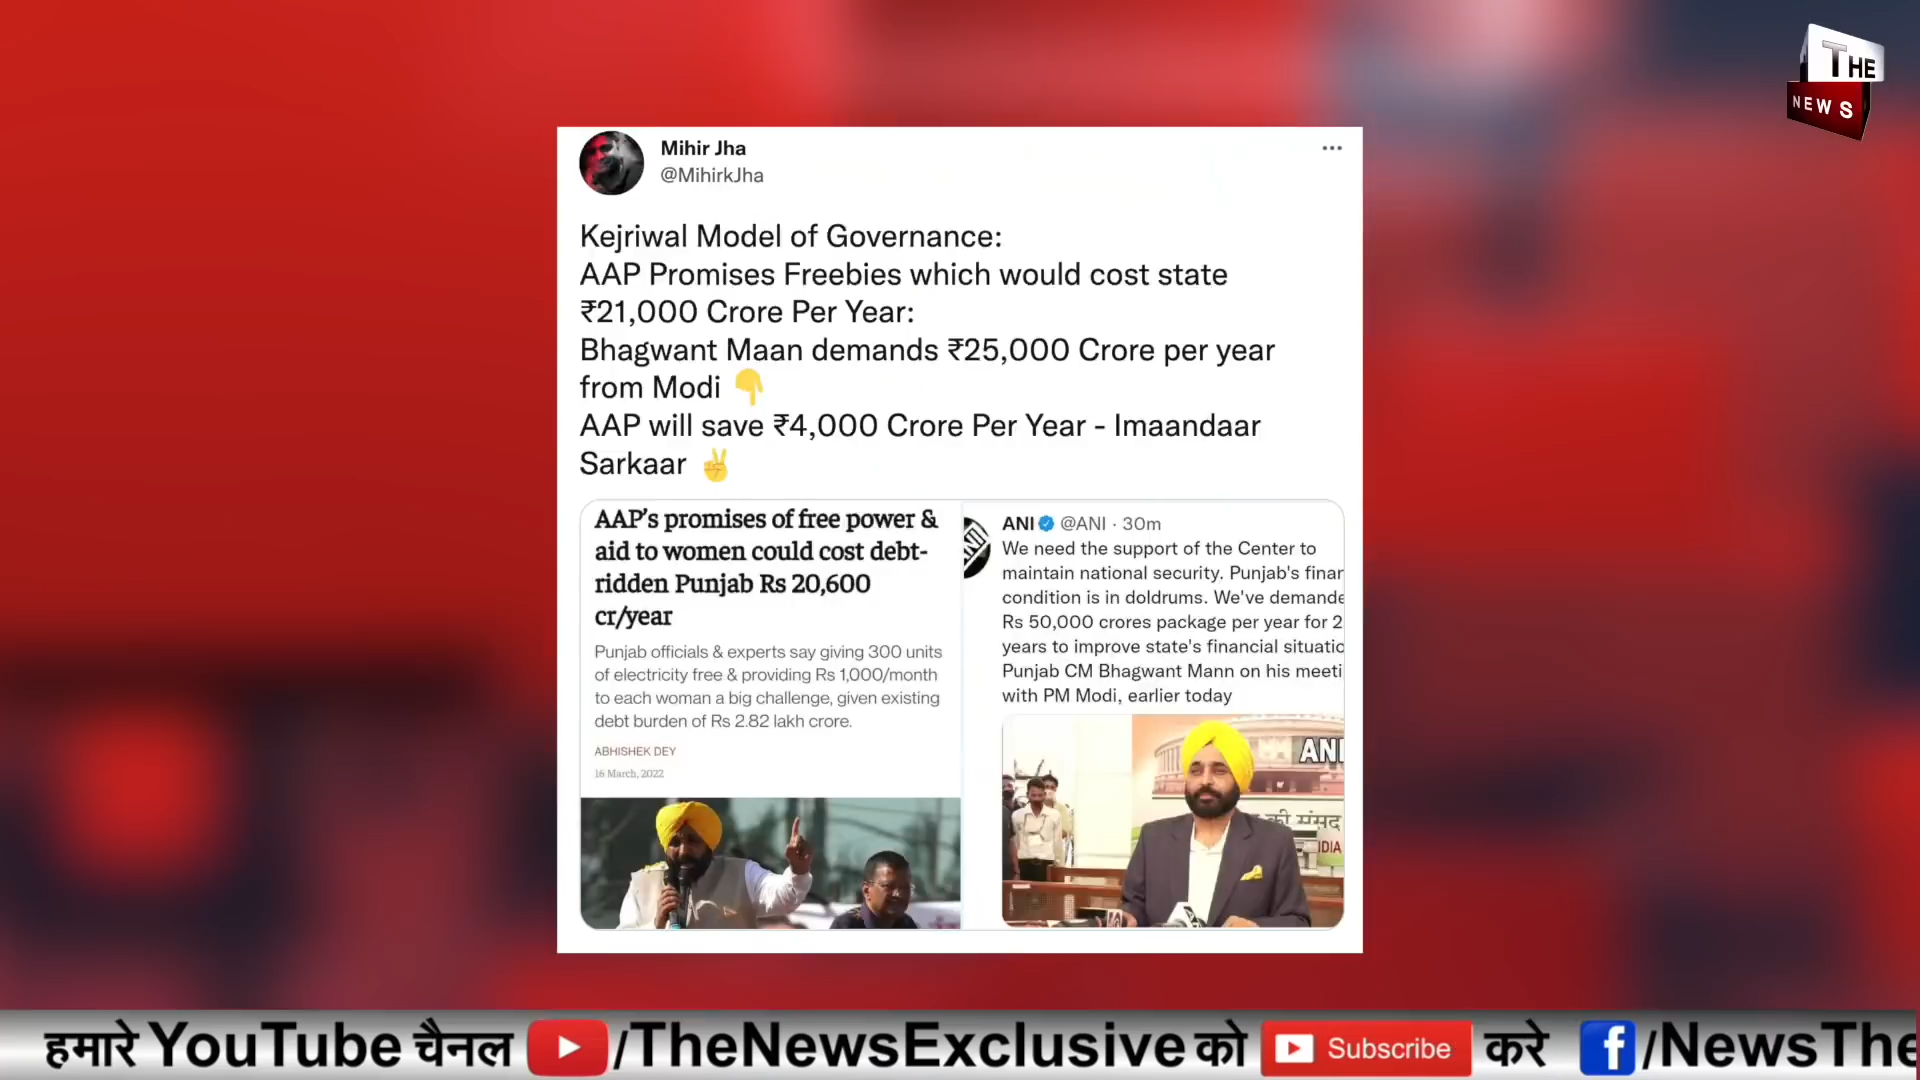 THE
NEWS
Mihir Jha
@MihirkJha
Kejriwal Model of Governance:
AAP Promises Freebies which would cost state
₹21,000 Crore Per Year:
Bhagwant Maan demands ₹25,000 Crore per year
from Modi 👇
AAP will save ₹4,000 Crore Per Year - Imaandaar
Sarkaar ✌
AAP's promises of free power &
aid to women could cost debt-
ridden Punjab Rs 20,600
cr/year
Punjab officials & experts say giving 300 units
of electricity free & providing Rs 1,000/month
to each woman a big challenge, given existing
debt burden of Rs 2.82 lakh crore.
ABHISHEK DEY
16 March, 2022
ANI
ANI @ANI · 30m
We need the support of the Center to
maintain national security. Punjab's finan
condition is in doldrums. We've demande
Rs 50,000 crores package per year for 2
years to improve state's financial situatio
Punjab CM Bhagwant Mann on his meeti
with PM Modi, earlier today
ANI
की संसद
DIA
हमारे YouTube चैनल /TheNewsExclusive को Subscribe करे f/NewsThe